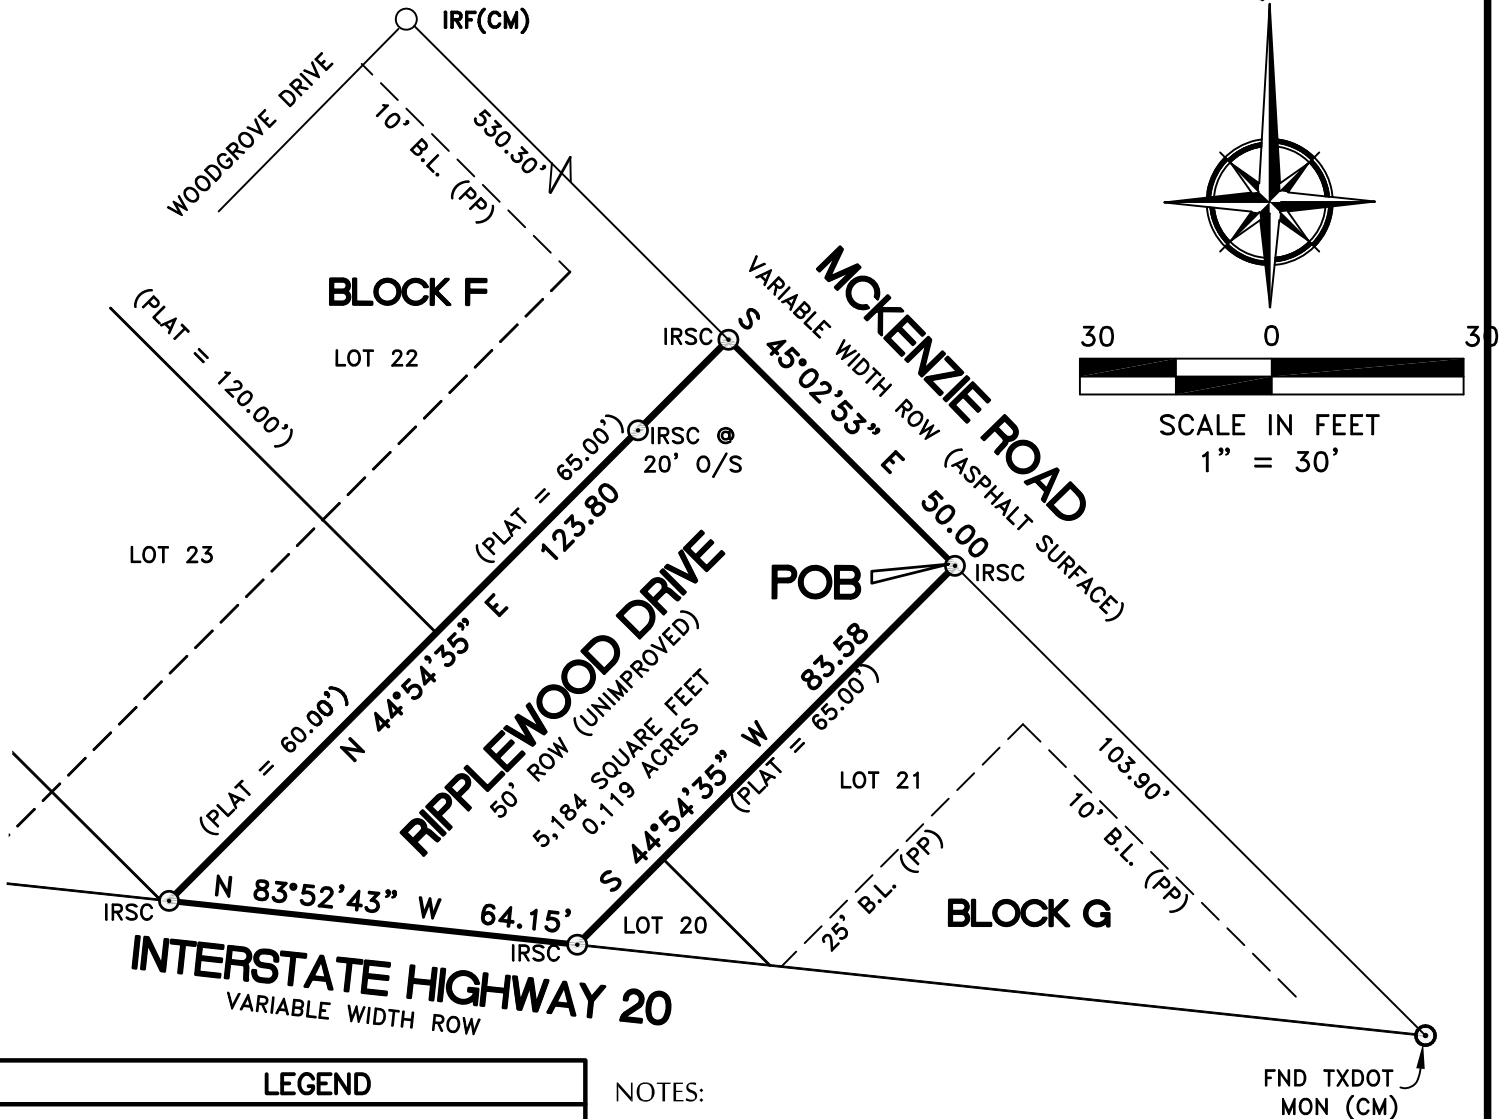 IRF(CM)
WOODGROVE DRIVE
10' B.L. (PP)
530.30'
BLOCK F
LOT 22
(PLAT = 120.00')
LOT 23
IRSC
S 45°02'53" E 50.00
MCKENZIE ROAD
VARIABLE WIDTH ROW (ASPHALT SURFACE)
30 0 30
SCALE IN FEET
1" = 30'
IRSC @
20' O/S
(PLAT = 65.00')
123.80
N 44°54'35" E
(PLAT = 60.00')
POB
IRSC
RIPPLEWOOD DRIVE
50' ROW (UNIMPROVED)
5,184 SQUARE FEET
0.119 ACRES
83.58
S 44°54'35" W
(PLAT = 65.00')
LOT 21
103.90'
10' B.L. (PP)
25' B.L. (PP)
BLOCK G
LOT 20
IRSC
N 83°52'43" W 64.15'
IRSC
INTERSTATE HIGHWAY 20
VARIABLE WIDTH ROW
FND TXDOT
MON (CM)
LEGEND
NOTES: